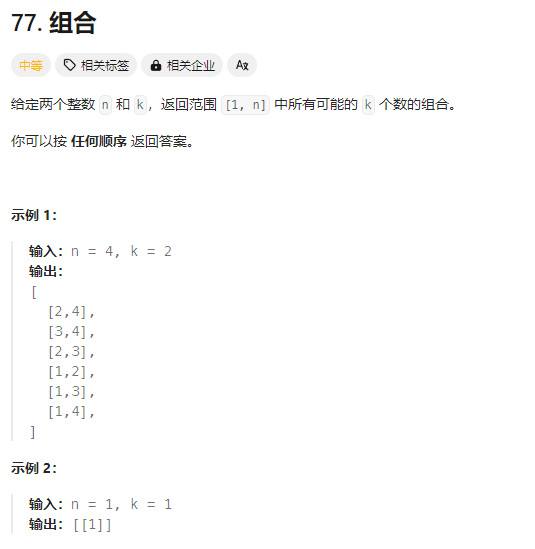 77. 组合
中等 相关标签 相关企业 A文
给定两个整数 n 和 k，返回范围 [1, n] 中所有可能的 k 个数的组合。
你可以按 任何顺序 返回答案。
示例 1：
输入：n = 4, k = 2
输出：
[
  [2,4],
  [3,4],
  [2,3],
  [1,2],
  [1,3],
  [1,4],
]
示例 2：
输入：n = 1, k = 1
输出：[[1]]